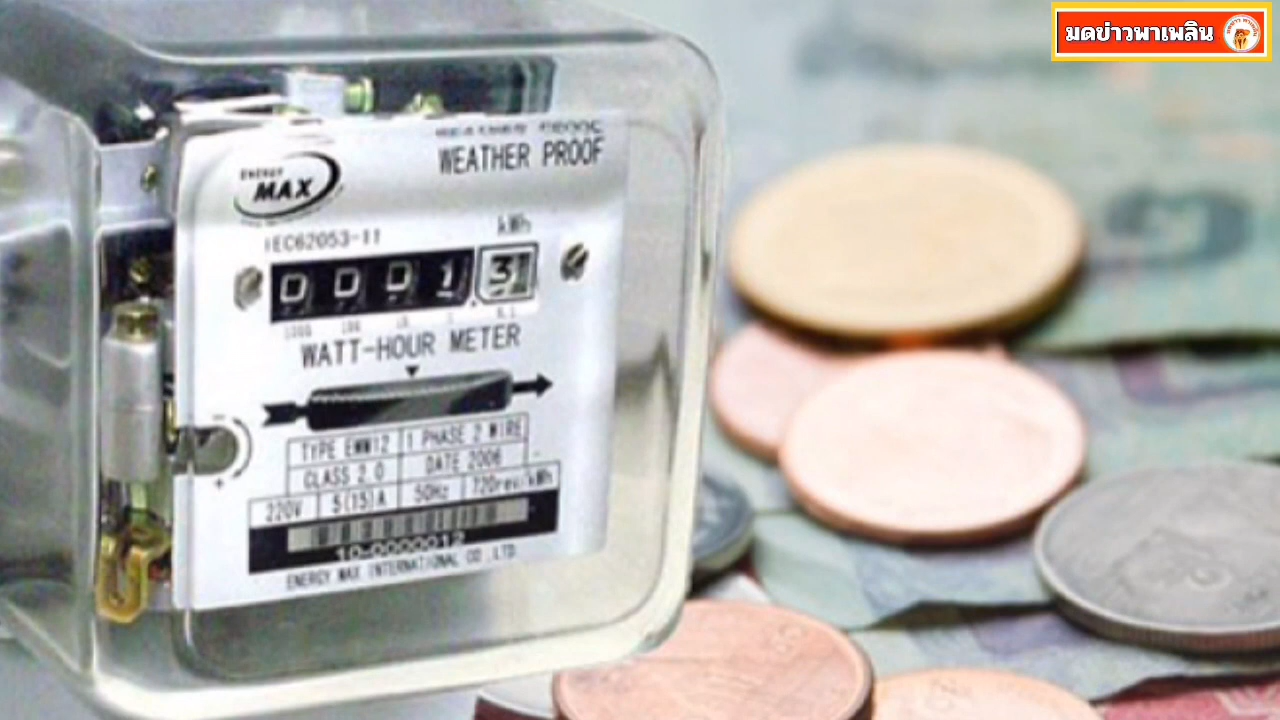 มดข่าวพาเพลิน
WEATHER PROOF
ENERGY
MAX
IEC62053-11
kWh
0 0 0 1 3
WATT-HOUR METER
TYPE EMW12 1 PHASE 2 WIRE
CLASS 2.0 DATE 2006
220V 5(15)A 50Hz 720rev/kWh
10-0000012
ENERGY MAX INTERNATIONAL CO.,LTD.